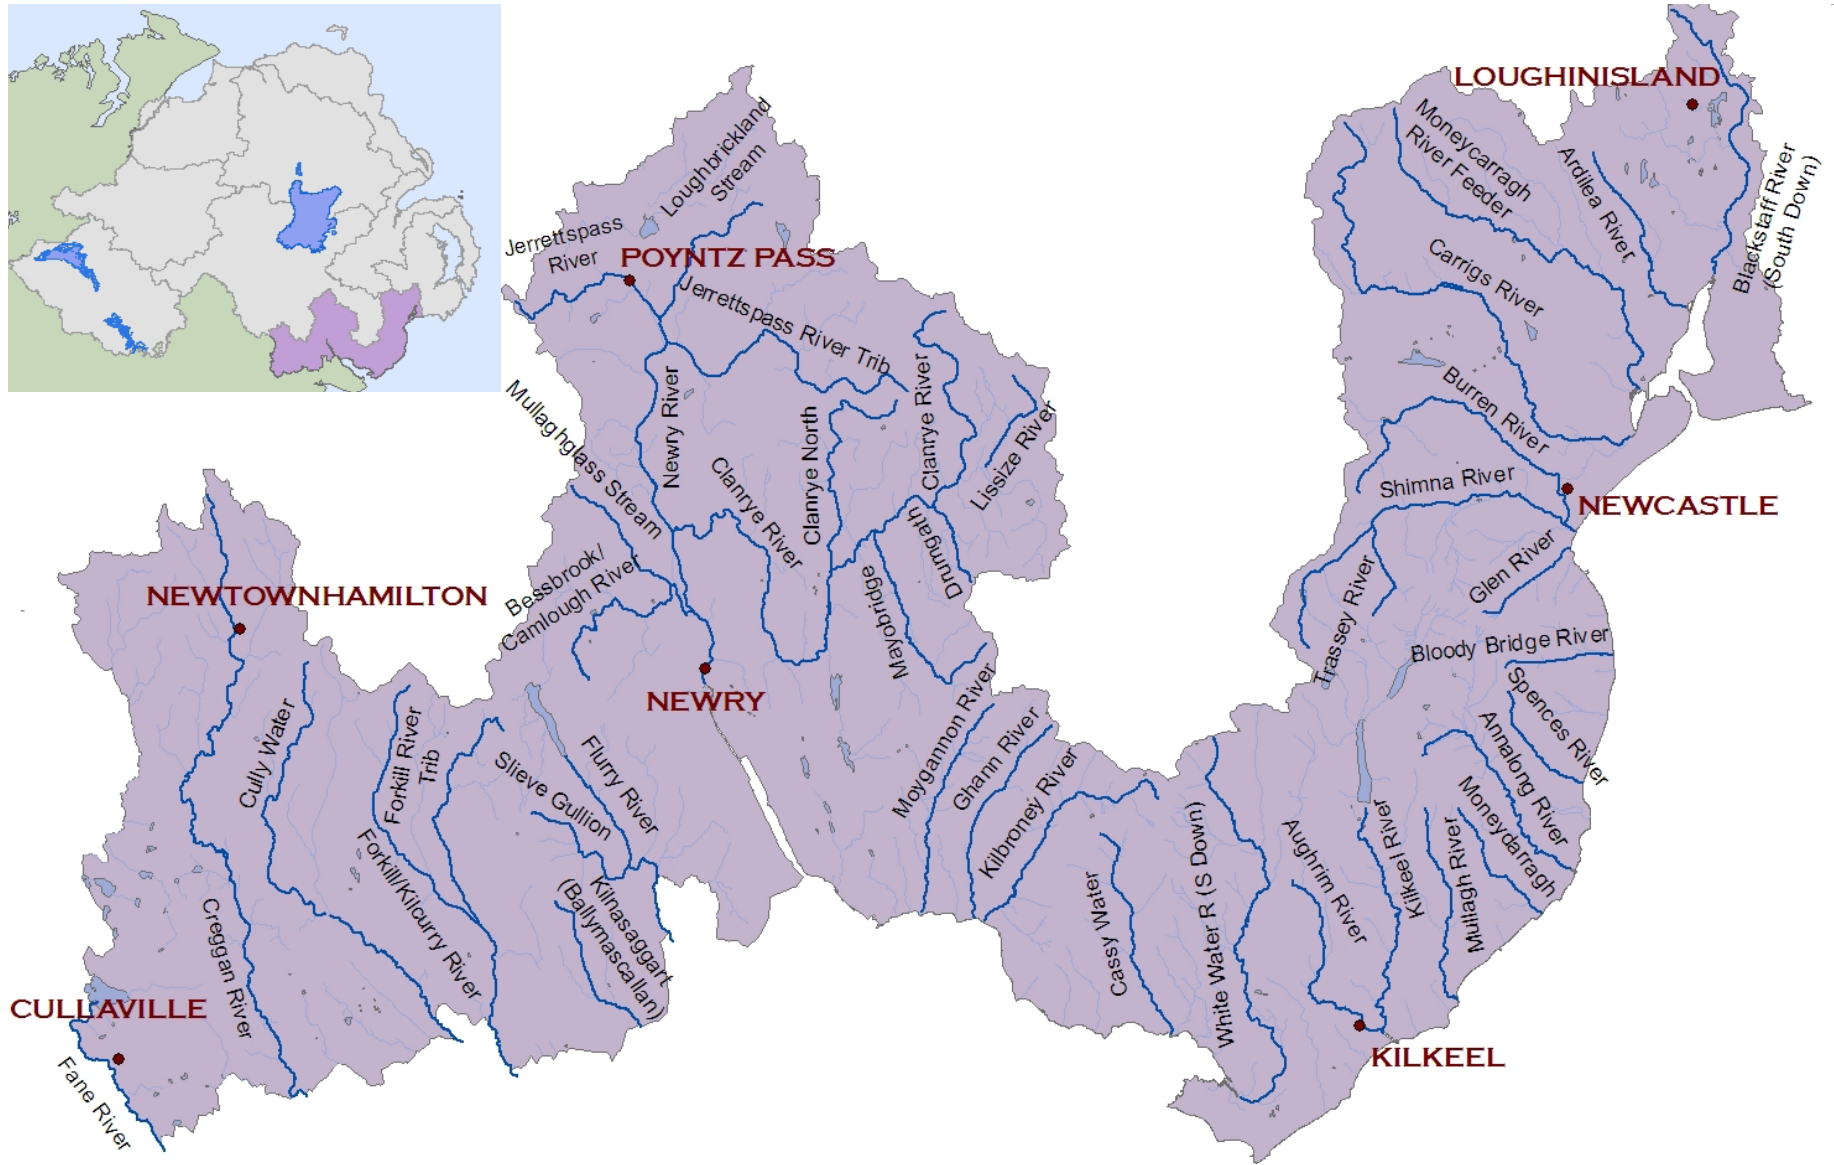 LOUGHINISLAND
Loughbrickland
Stream
Moneycarragh
River Feeder
Ardilea River
Blackstaff River
(South Down)
Jerrettspass
River
POYNTZ PASS
Jerrettspass River Trib
Carrigs River
Mullaghglass Stream
Newry River
Clanrye River
Clanrye North
Clanrye River
Lissize River
Burren River
Shimna River
NEWCASTLE
Bessbrook/
Camlough River
Mayobridge
Drumgath
Glen River
Trassey River
NEWTOWNHAMILTON
NEWRY
Bloody Bridge River
Spences River
Annalong River
Moneydarragh
Cully Water
Forkill River
Trib
Slieve Gullion
Flurry River
Moygannon River
Ghann River
Kilbroney River
Forkill/Kilcurry River
Kilnasaggart
(Ballymascallan)
Cassy Water
White Water R (S Down)
Aughrim River
Kilkeel River
Mullagh River
Creggan River
CULLAVILLE
Fane River
KILKEEL